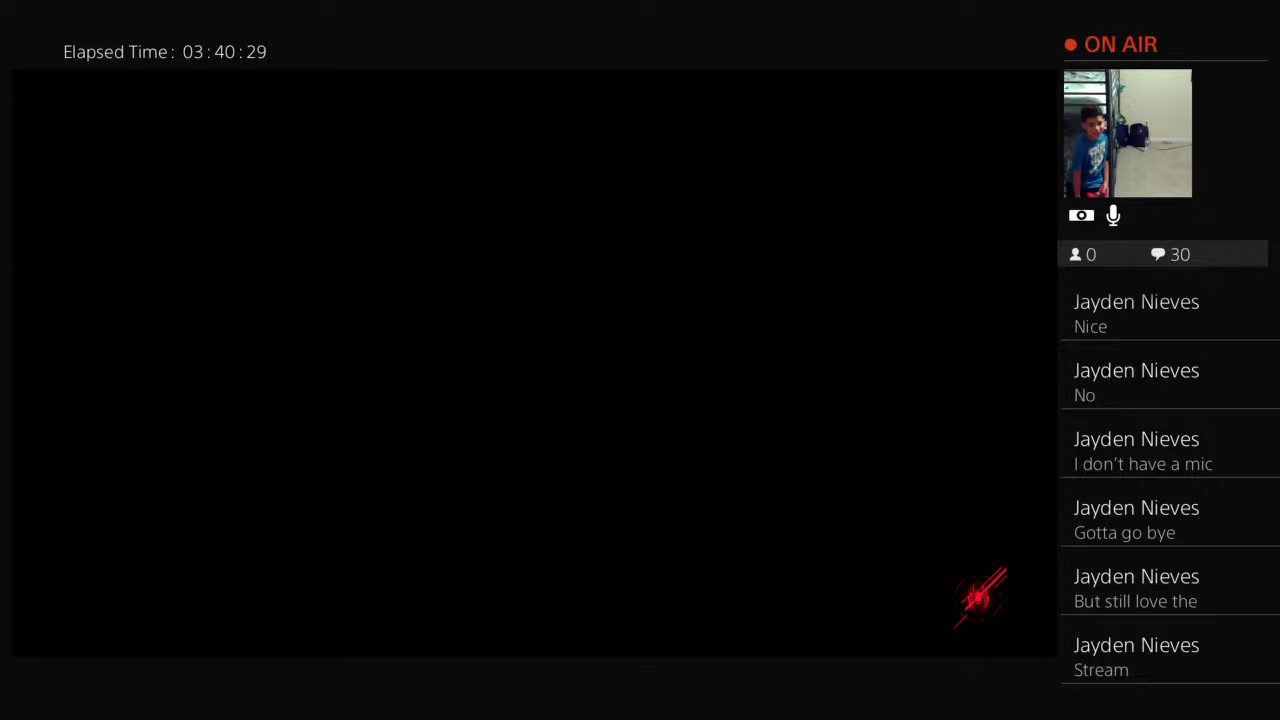 Elapsed Time: 03:40:29
ON AIR
0 30
Jayden Nieves
Nice
Jayden Nieves
No
Jayden Nieves
I don't have a mic
Jayden Nieves
Gotta go bye
Jayden Nieves
But still love the
Jayden Nieves
Stream